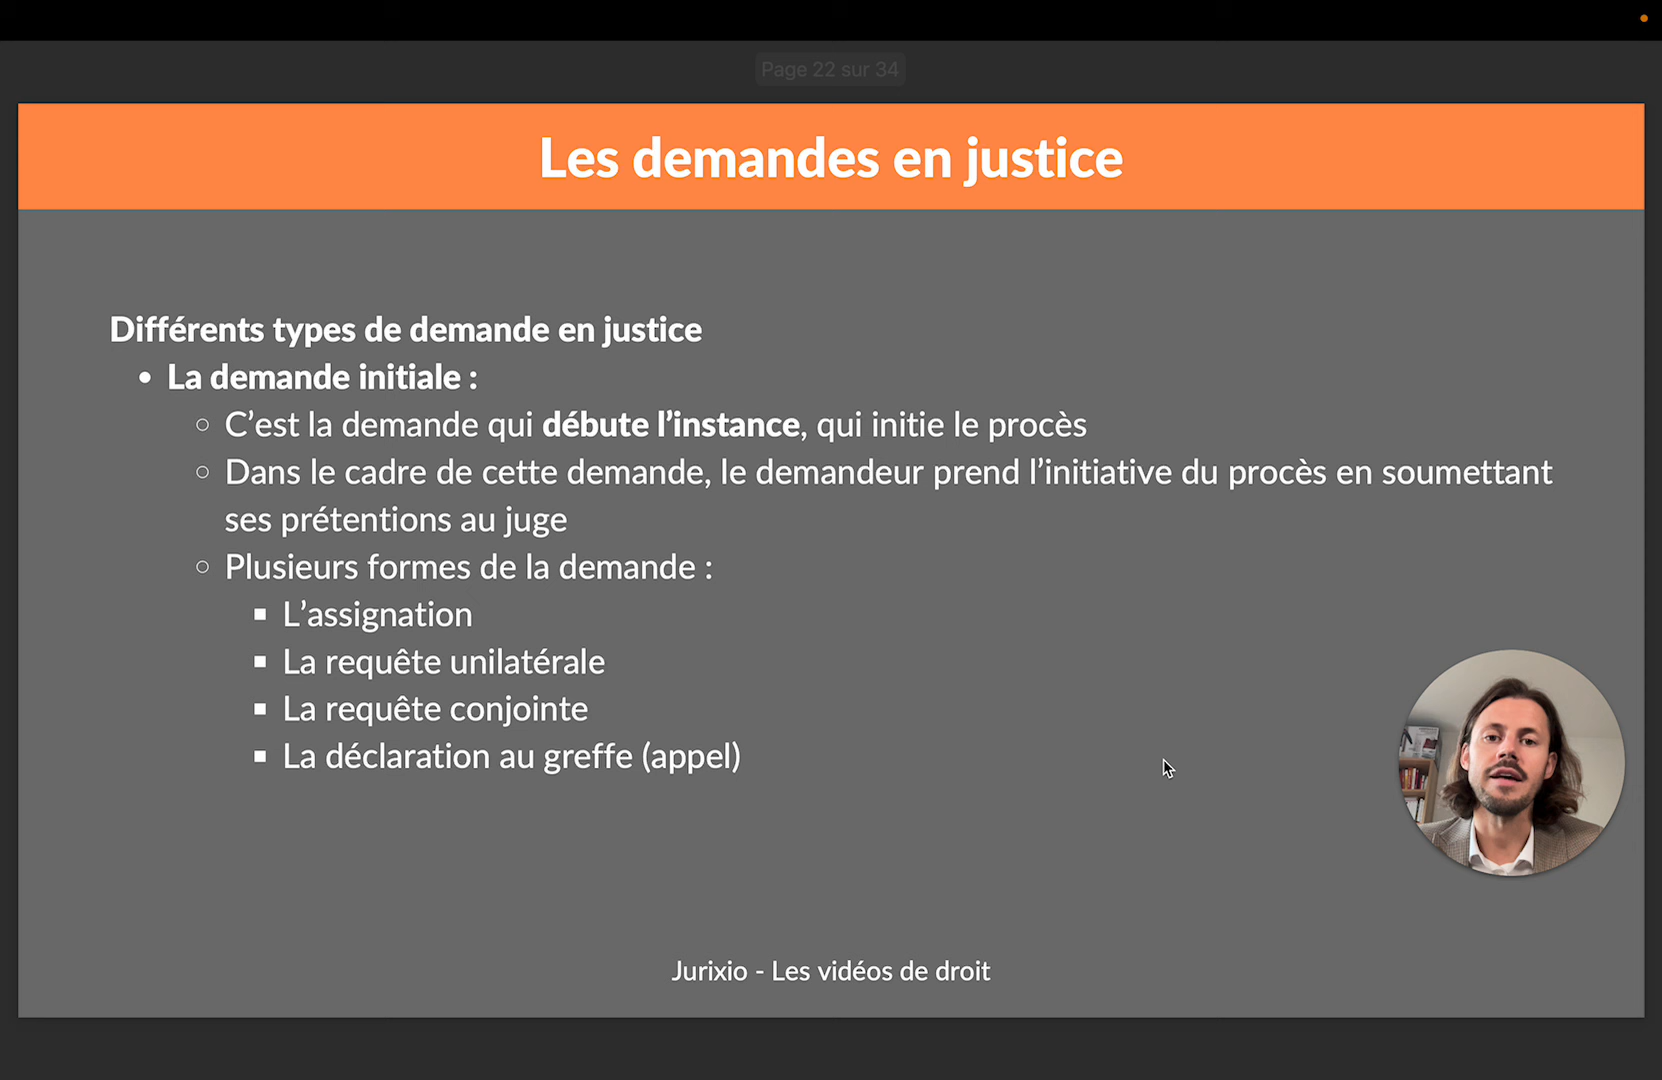 Page 22 sur 34
Les demandes en justice
Différents types de demande en justice
• La demande initiale :
○ C’est la demande qui débute l’instance, qui initie le procès
○ Dans le cadre de cette demande, le demandeur prend l’initiative du procès en soumettant
ses prétentions au juge
○ Plusieurs formes de la demande :
▪ L’assignation
▪ La requête unilatérale
▪ La requête conjointe
▪ La déclaration au greffe (appel)
Jurixio - Les vidéos de droit